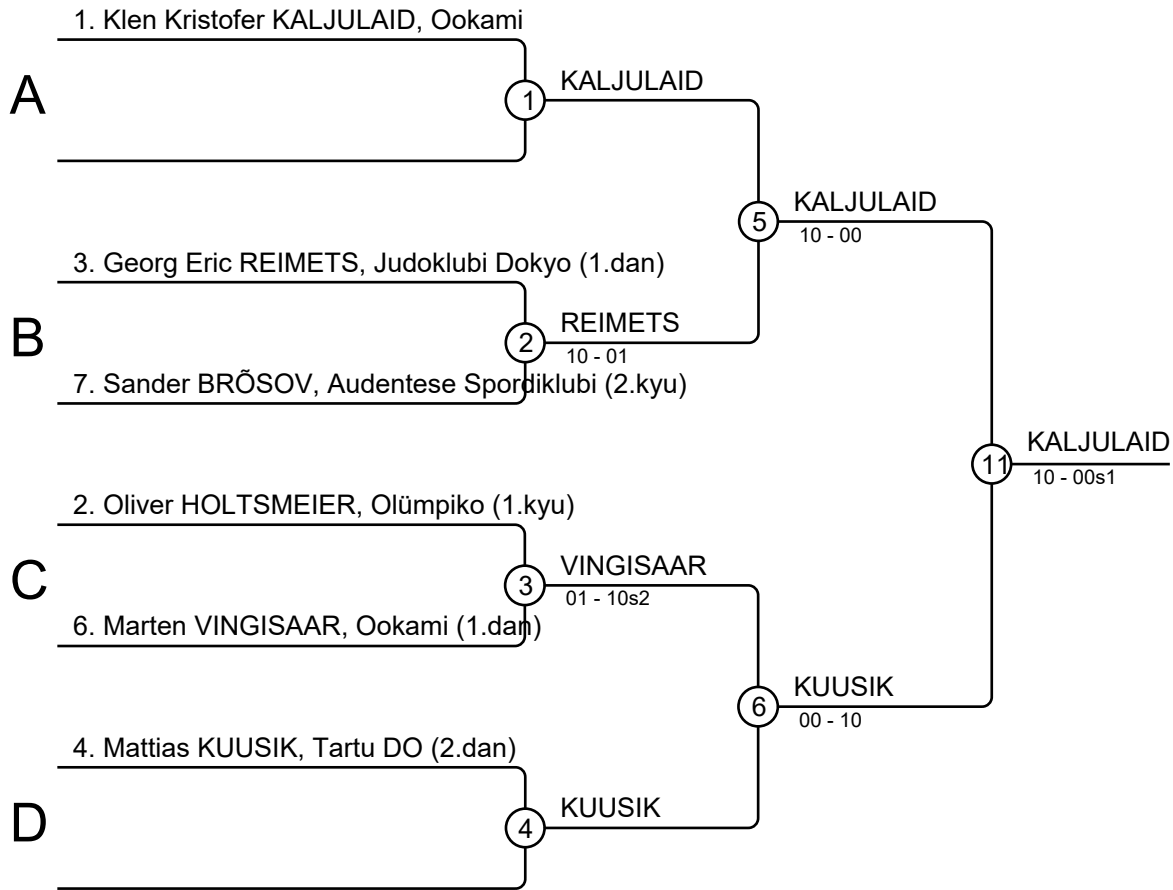 1. Klen Kristofer KALJULAID, Ookami
A
1
KALJULAID
5
KALJULAID
10 - 00
3. Georg Eric REIMETS, Judoklubi Dokyo (1.dan)
B
2
REIMETS
10 - 01
7. Sander BRÕSOV, Audentese Spordiklubi (2.kyu)
11
KALJULAID
10 - 00s1
2. Oliver HOLTSMEIER, Olümpiko (1.kyu)
C
3
VINGISAAR
01 - 10s2
6. Marten VINGISAAR, Ookami (1.dan)
6
KUUSIK
00 - 10
4. Mattias KUUSIK, Tartu DO (2.dan)
D
4
KUUSIK